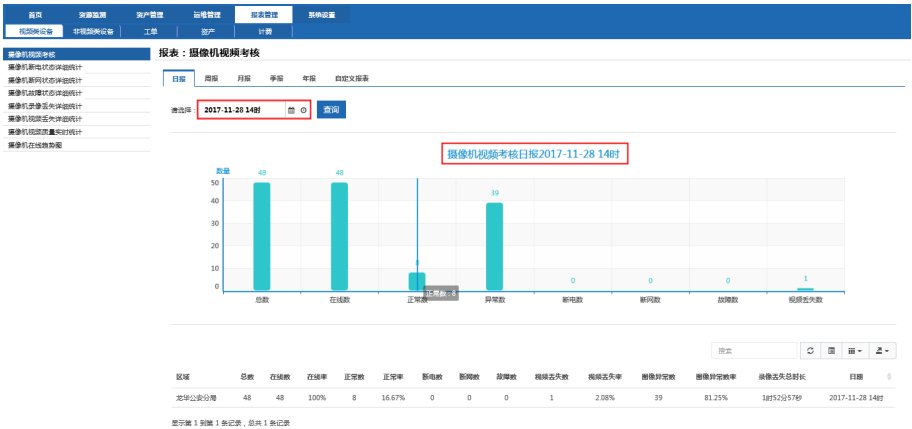 首页 资源监测 资产管理 运维管理 报表管理 系统设置
视频类设备 非视频类设备 工单 资产 计费
摄像机视频考核
摄像机断电状态详细统计
摄像机断网状态详细统计
摄像机故障状态详细统计
摄像机录像丢失详细统计
摄像机视频丢失详细统计
摄像机视频质量实时统计
摄像机在线趋势图
报表：摄像机视频考核
日报 周报 月报 季报 年报 自定义报表
请选择： 2017-11-28 14时 查询
摄像机视频考核日报2017-11-28 14时
数量
50
40
30
20
10
0
48 48 8 39 0 0 0 1
正常数 : 8
总数 在线数 正常数 异常数 断电数 断网数 故障数 视频丢失数
搜索
区域 总数 在线数 在线率 正常数 正常率 断电数 断网数 故障数 视频丢失数 视频丢失率 图像异常数 图像异常数率 录像丢失总时长 日期
龙华公安分局 48 48 100% 8 16.67% 0 0 0 1 2.08% 39 81.25% 1时52分57秒 2017-11-28 14时
显示第 1 到第 1 条记录，总共 1 条记录